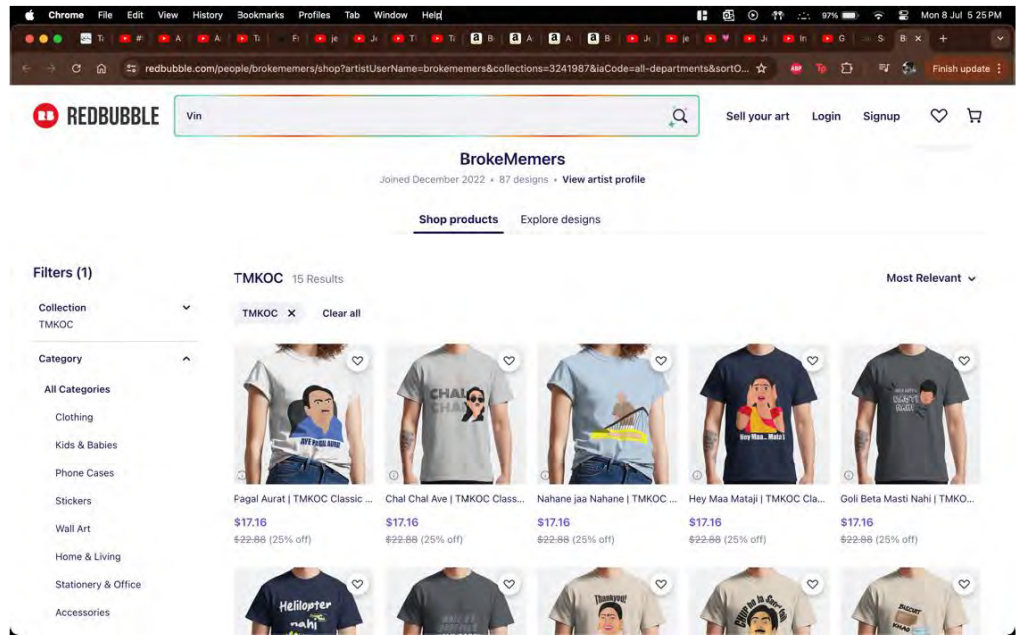 Chrome File Edit View History Bookmarks Profiles Tab Window Help 97% Mon 8 Jul 5 25 PM
redbubble.com/people/brokememers/shop?artistUserName=brokememers&collections=3241987&iaCode=all-departments&sortO... Finish update
REDBUBBLE Vin Sell your art Login Signup
BrokeMemers
Joined December 2022 • 87 designs • View artist profile
Shop products Explore designs
Filters (1)
TMKOC 15 Results Most Relevant
Collection
TMKOC
TMKOC X Clear all
Category
All Categories
Clothing
Kids & Babies
Phone Cases
Stickers
Wall Art
Home & Living
Stationery & Office
Accessories
CHAL
CHAL
AYE PAGAL AURAT
Hey Maa... Mataji
Pagal Aurat | TMKOC Classic ... Chal Chal Ave | TMKOC Class... Nahane jaa Nahane | TMKOC ... Hey Maa Mataji | TMKOC Cla... Goli Beta Masti Nahi | TMKO...
$17.16 $17.16 $17.16 $17.16 $17.16
$22.88 (25% off) $22.88 (25% off) $22.88 (25% off) $22.88 (25% off) $22.88 (25% off)
Helilopter
nahi
Thankyou!